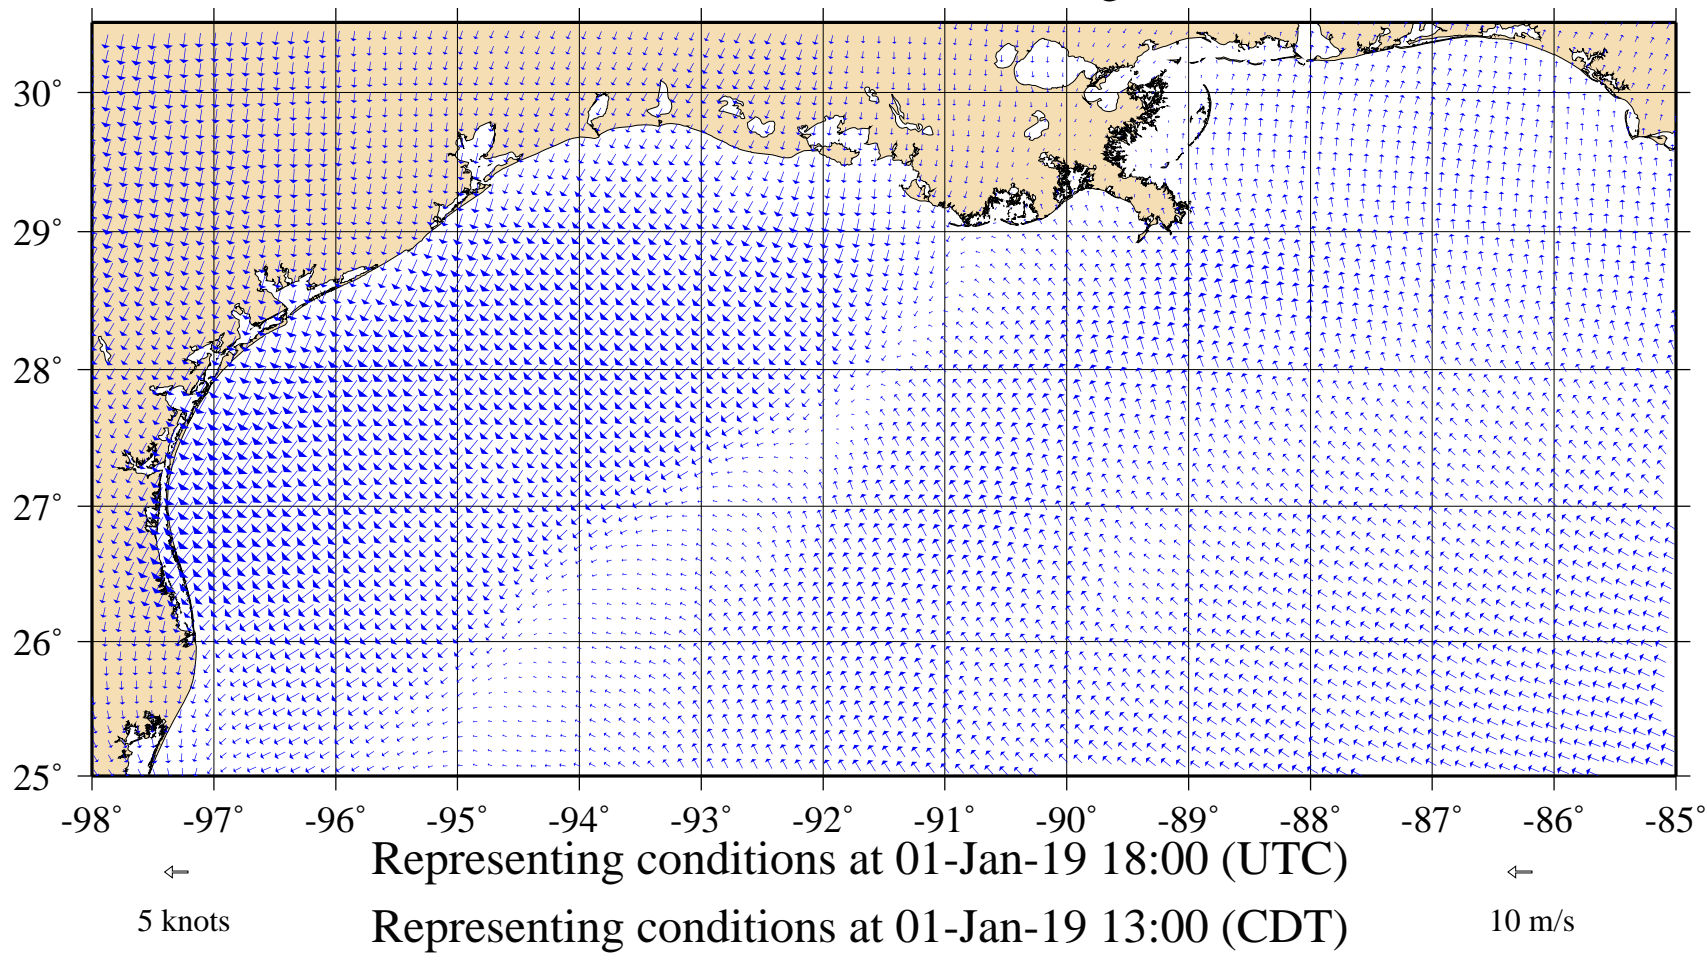 30°
29°
28°
27°
26°
25°
-98° -97° -96° -95° -94° -93° -92° -91° -90° -89° -88° -87° -86° -85°
Representing conditions at 01-Jan-19 18:00 (UTC)
5 knots
Representing conditions at 01-Jan-19 13:00 (CDT)
10 m/s